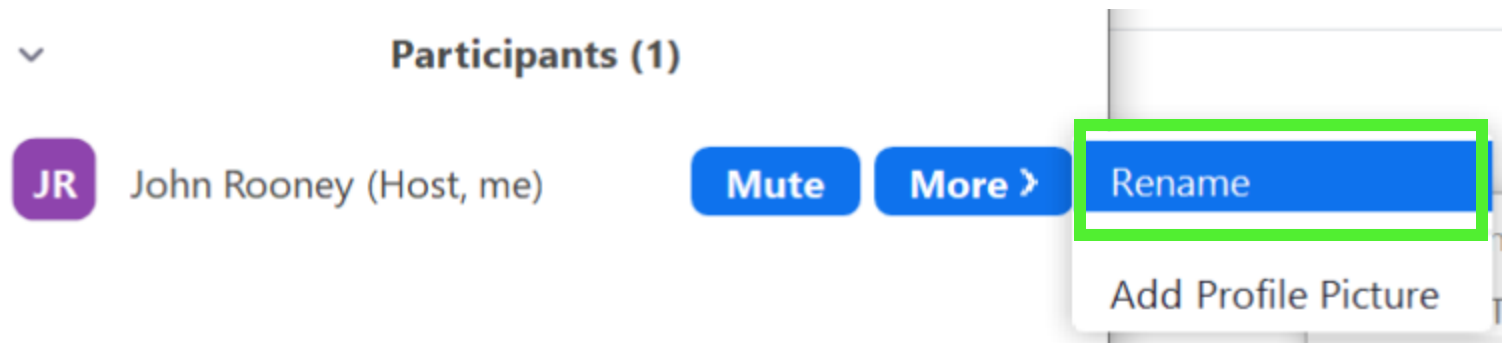 Participants (1)
JR John Rooney (Host, me) Mute More > Rename
Add Profile Picture